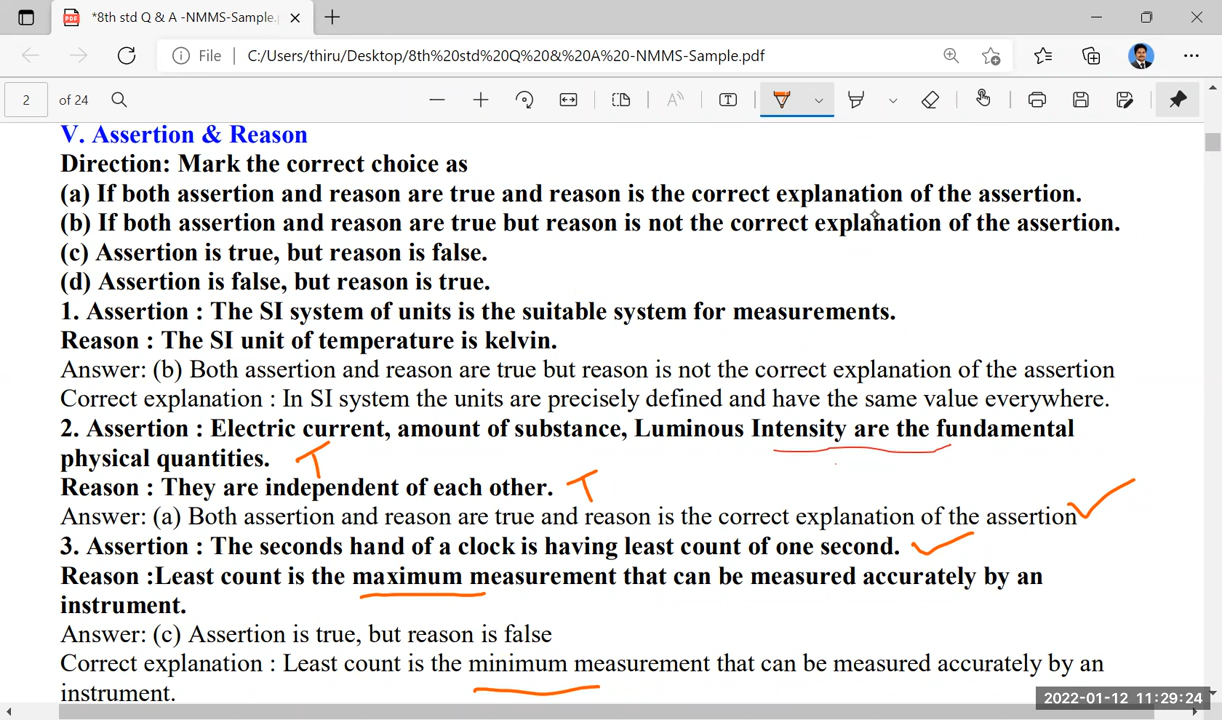 *8th std Q & A -NMMS-Sample.
File C:/Users/thiru/Desktop/8th%20std%20Q%20&%20A%20-NMMS-Sample.pdf
2 of 24
V. Assertion & Reason
Direction: Mark the correct choice as
(a) If both assertion and reason are true and reason is the correct explanation of the assertion.
(b) If both assertion and reason are true but reason is not the correct explanation of the assertion.
(c) Assertion is true, but reason is false.
(d) Assertion is false, but reason is true.
1. Assertion : The SI system of units is the suitable system for measurements.
Reason : The SI unit of temperature is kelvin.
Answer: (b) Both assertion and reason are true but reason is not the correct explanation of the assertion
Correct explanation : In SI system the units are precisely defined and have the same value everywhere.
2. Assertion : Electric current, amount of substance, Luminous Intensity are the fundamental
physical quantities. T
Reason : They are independent of each other. T
Answer: (a) Both assertion and reason are true and reason is the correct explanation of the assertion
3. Assertion : The seconds hand of a clock is having least count of one second.
Reason :Least count is the maximum measurement that can be measured accurately by an
instrument.
Answer: (c) Assertion is true, but reason is false
Correct explanation : Least count is the minimum measurement that can be measured accurately by an
instrument.
2022-01-12 11:29:24